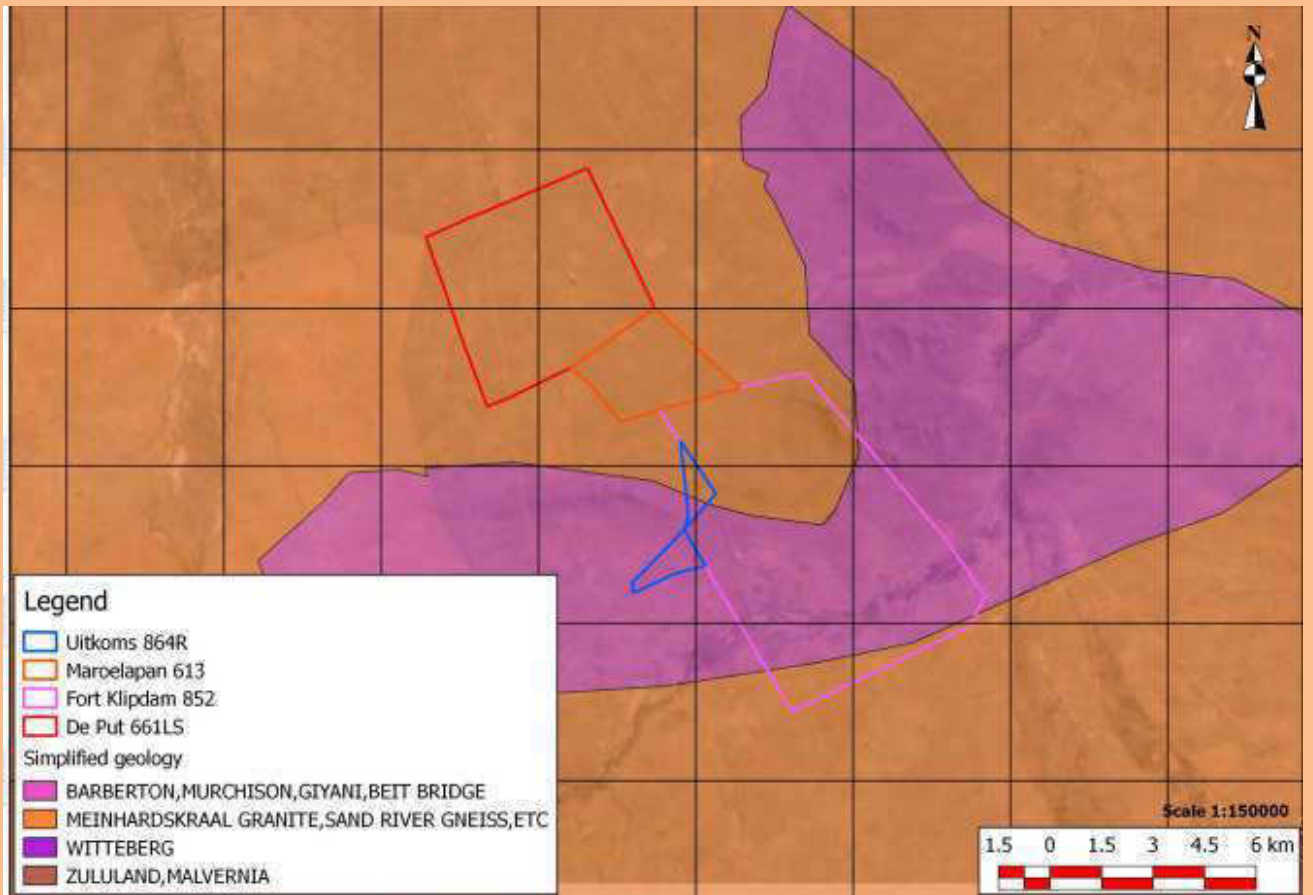 N
Legend
Uitkoms 864R
Maroelapan 613
Fort Klipdam 852
De Put 661LS
Simplified geology
BARBERTON,MURCHISON,GIYANI,BEIT BRIDGE
MEINHARDSKRAAL GRANITE,SAND RIVER GNEISS,ETC
WITTEBERG
ZULULAND,MALVERNIA
Scale 1:150000
1.5 0 1.5 3 4.5 6 km